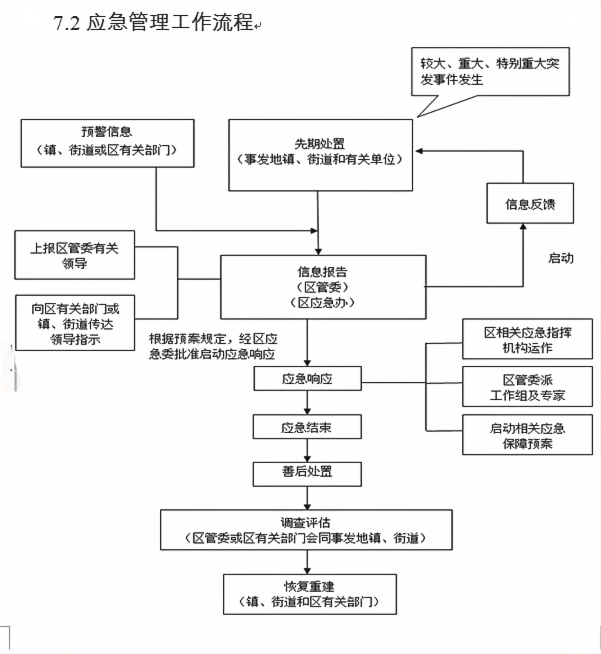 7.2 应急管理工作流程
较大、重大、特别重大突
发事件发生
预警信息
（镇、街道或区有关部门）
先期处置
（事发地镇、街道和有关单位）
信息反馈
启动
上报区管委有关
领导
信息报告
（区管委）
（区应急办）
向区有关部门或
镇、街道传达
领导指示
根据预案规定，经区应
急委批准启动应急响应
区相关应急指挥
机构运作
应急响应
区管委派
工作组及专家
启动相关应急
保障预案
应急结束
善后处置
调查评估
（区管委或区有关部门会同事发地镇、街道）
恢复重建
（镇、街道和区有关部门）